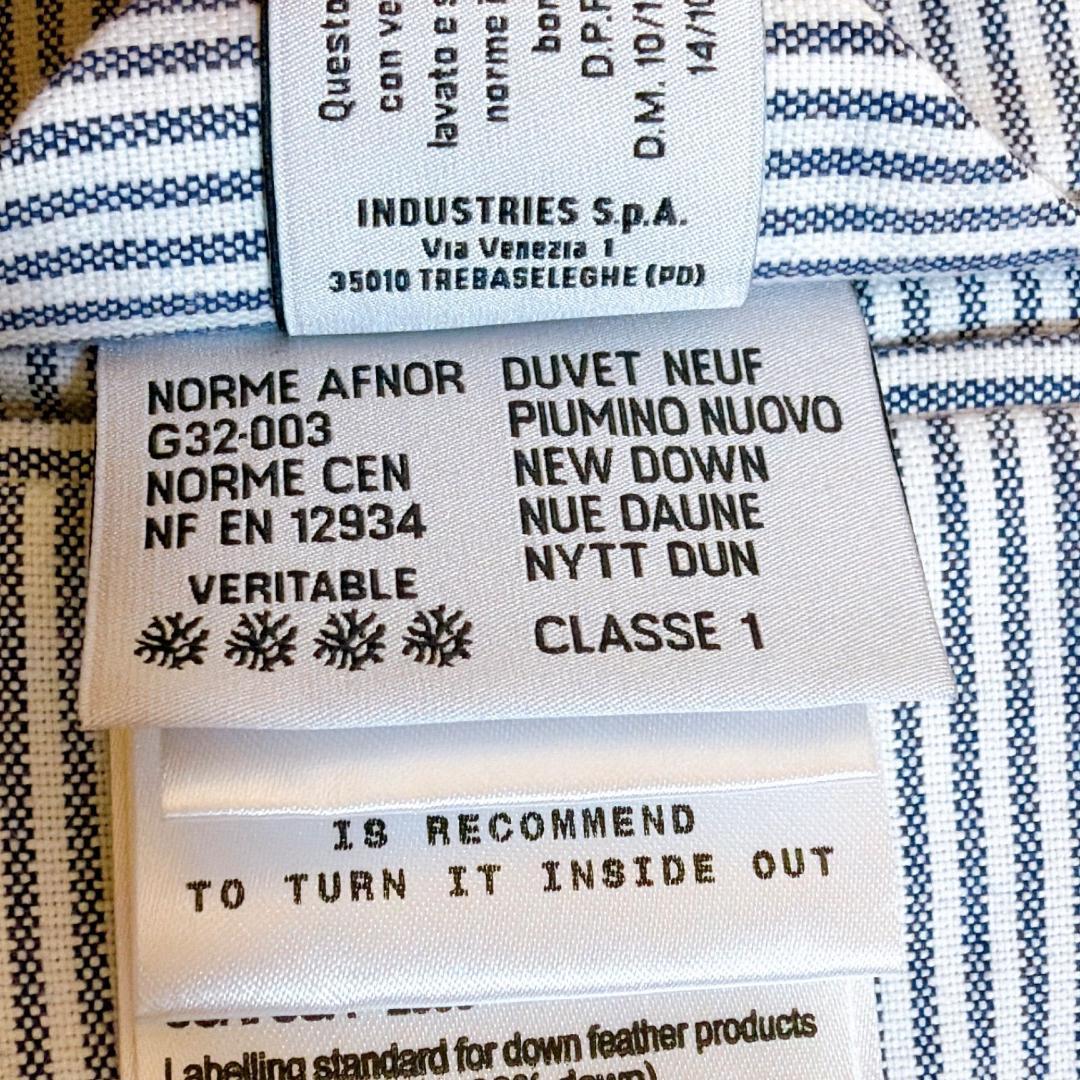 Questo
con ve
lavato e s
norme i
bon
D.P.R
D.M. 10/1
14/10
INDUSTRIES S.p.A.
Via Venezia 1
35010 TREBASELEGHE (PD)
NORME AFNOR
G32-003
NORME CEN
NF EN 12934
VERITABLE
DUVET NEUF
PIUMINO NUOVO
NEW DOWN
NUE DAUNE
NYTT DUN
CLASSE 1
IS RECOMMEND
TO TURN IT INSIDE OUT
Labelling standard for down feather products
down)